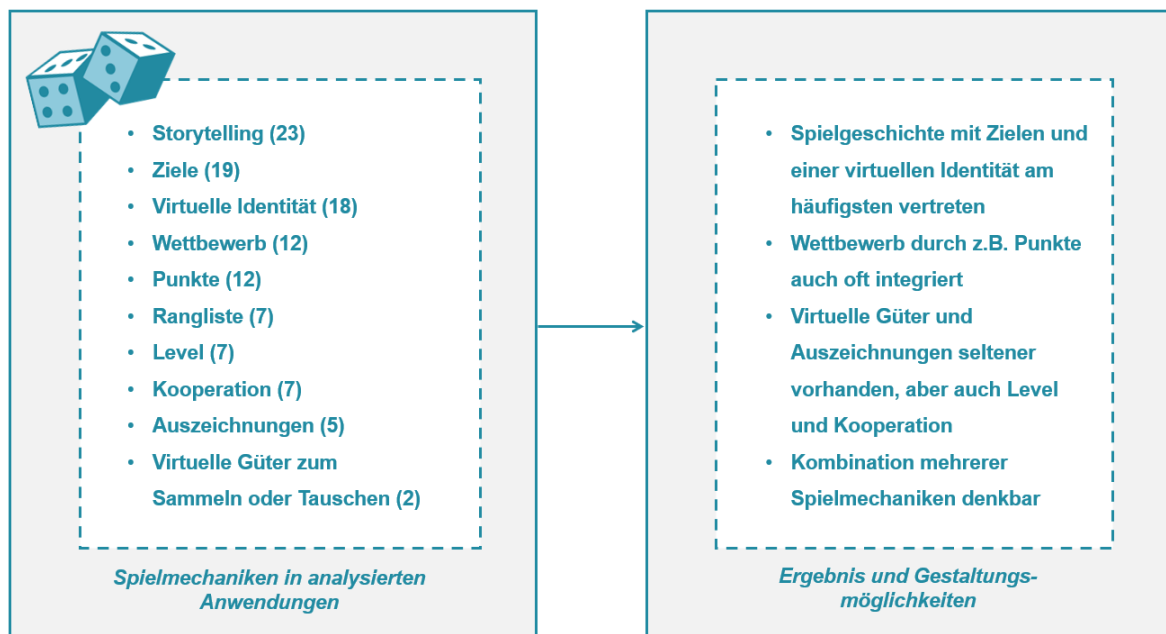 • Storytelling (23)
• Ziele (19)
• Virtuelle Identität (18)
• Wettbewerb (12)
• Punkte (12)
• Rangliste (7)
• Level (7)
• Kooperation (7)
• Auszeichnungen (5)
• Virtuelle Güter zum
Sammeln oder Tauschen (2)
Spielmechaniken in analysierten
Anwendungen
• Spielgeschichte mit Zielen und
einer virtuellen Identität am
häufigsten vertreten
• Wettbewerb durch z.B. Punkte
auch oft integriert
• Virtuelle Güter und
Auszeichnungen seltener
vorhanden, aber auch Level
und Kooperation
• Kombination mehrerer
Spielmechaniken denkbar
Ergebnis und Gestaltungs-
möglichkeiten